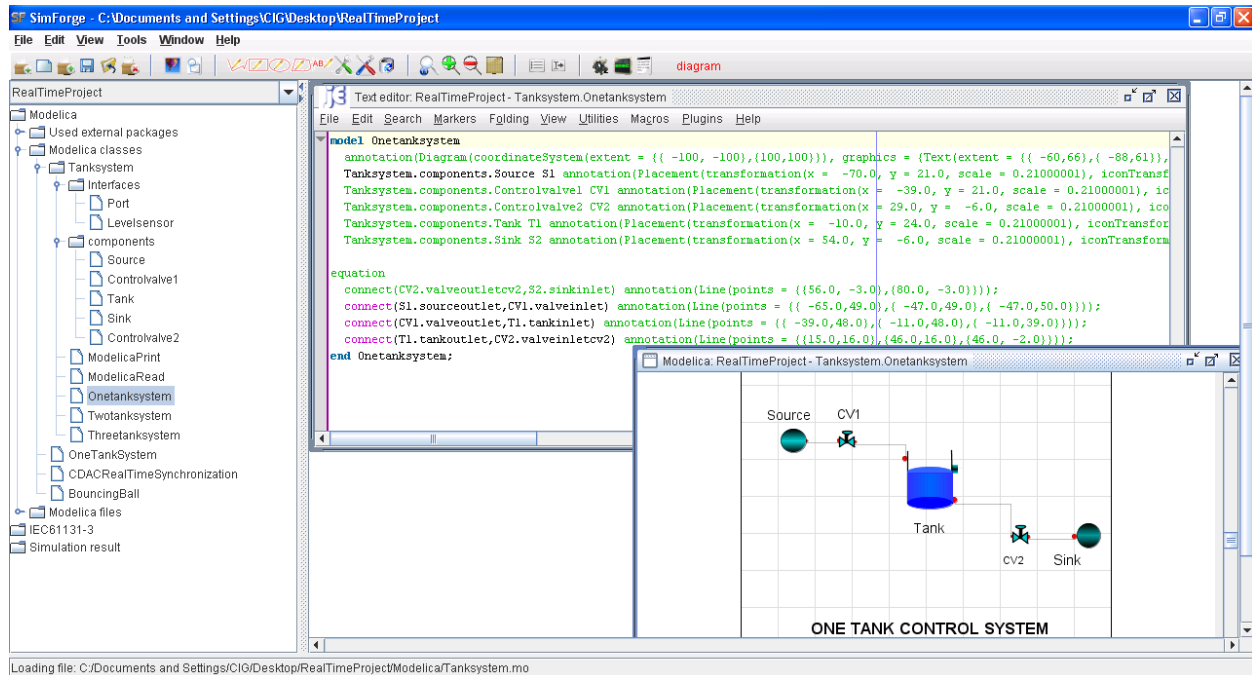 SimForge - C:\Documents and Settings\CIG\Desktop\RealTimeProject
File Edit View Tools Window Help
diagram
RealTimeProject
Modelica
Used external packages
Modelica classes
Tanksystem
Interfaces
Port
Levelsensor
components
Source
Controlvalve1
Tank
Sink
Controlvalve2
ModelicaPrint
ModelicaRead
Onetanksystem
Twotanksystem
Threetanksystem
OneTankSystem
CDACRealTimeSynchronization
BouncingBall
Modelica files
IEC61131-3
Simulation result
Text editor: RealTimeProject - Tanksystem.Onetanksystem
File Edit Search Markers Folding View Utilities Macros Plugins Help
model Onetanksystem
annotation(Diagram(coordinateSystem(extent = {{ -100, -100},{100,100}}), graphics = {Text(extent = {{ -60,66},{ -88,61}},
Tanksystem.components.Source S1 annotation(Placement(transformation(x = -70.0, y = 21.0, scale = 0.21000001), iconTransfor
Tanksystem.components.Controlvalve1 CV1 annotation(Placement(transformation(x = -39.0, y = 21.0, scale = 0.21000001), ic
Tanksystem.components.Controlvalve2 CV2 annotation(Placement(transformation(x = 29.0, y = -6.0, scale = 0.21000001), ico
Tanksystem.components.Tank T1 annotation(Placement(transformation(x = -10.0, y = 24.0, scale = 0.21000001), iconTransfor
Tanksystem.components.Sink S2 annotation(Placement(transformation(x = 54.0, y = -6.0, scale = 0.21000001), iconTransform
equation
connect(CV2.valveoutletcv2,S2.sinkinlet) annotation(Line(points = {{56.0, -3.0},{80.0, -3.0}}));
connect(S1.sourceoutlet,CV1.valveinlet) annotation(Line(points = {{ -65.0,49.0},{ -47.0,49.0},{ -47.0,50.0}}));
connect(CV1.valveoutlet,T1.tankinlet) annotation(Line(points = {{ -39.0,48.0},{ -11.0,48.0},{ -11.0,39.0}}));
connect(T1.tankoutlet,CV2.valveinletcv2) annotation(Line(points = {{15.0,16.0},{46.0,16.0},{46.0, -2.0}}));
end Onetanksystem;
Modelica: RealTimeProject - Tanksystem.Onetanksystem
Source CV1
Tank
CV2 Sink
ONE TANK CONTROL SYSTEM
Loading file: C:/Documents and Settings/CIG/Desktop/RealTimeProject/Modelica/Tanksystem.mo